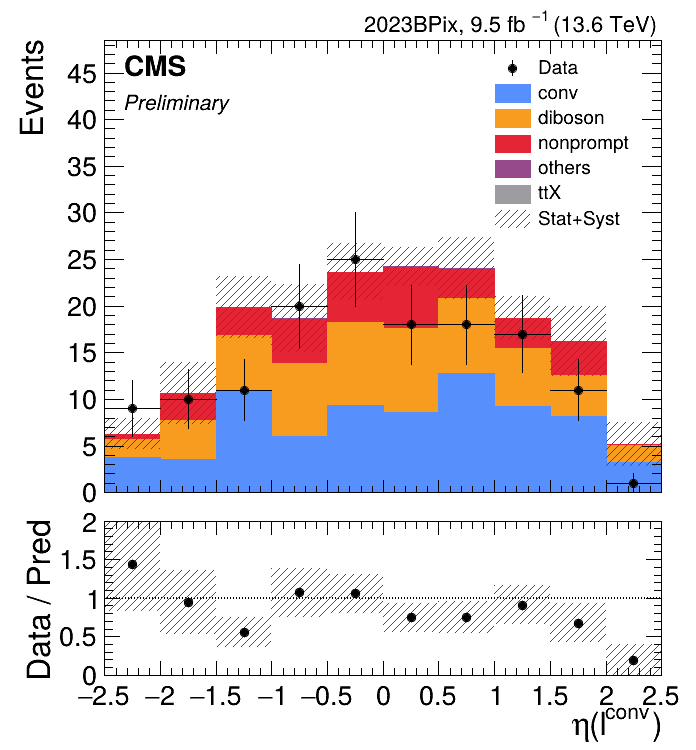 2023BPix, 9.5 fb⁻¹ (13.6 TeV)
CMS
Preliminary
Events
45
40
35
30
25
20
15
10
5
0
Data
conv
diboson
nonprompt
others
ttX
Stat+Syst
Data / Pred
2
1.5
1
0.5
0
−2.5 −2 −1.5 −1 −0.5 0 0.5 1 1.5 2 2.5
η(l^conv)